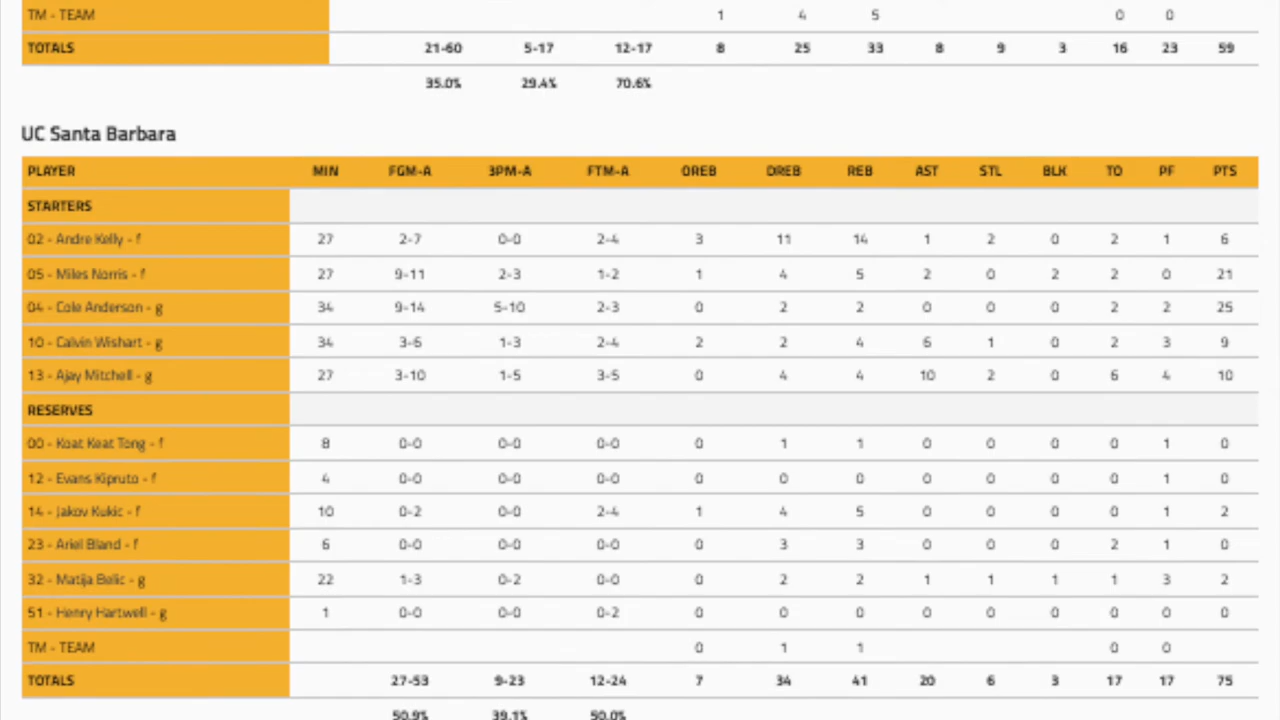 TM - TEAM 1 4 5 0 0
TOTALS 21-60 5-17 12-17 8 25 33 8 9 3 16 23 59
35.0% 29.4% 70.6%
UC Santa Barbara
PLAYER MIN FGM-A 3PM-A FTM-A OREB DREB REB AST STL BLK TO PF PTS
STARTERS
02 - Andre Kelly - f 27 2-7 0-0 2-4 3 11 14 1 2 0 2 1 6
05 - Miles Norris - f 27 9-11 2-3 1-2 1 4 5 2 0 2 2 0 21
04 - Cole Anderson - g 34 9-14 5-10 2-3 0 2 2 0 0 0 2 2 25
10 - Calvin Wishart - g 34 3-6 1-3 2-4 2 2 4 6 1 0 2 3 9
13 - Ajay Mitchell - g 27 3-10 1-5 3-5 0 4 4 10 2 0 6 4 10
RESERVES
00 - Koat Keat Tong - f 8 0-0 0-0 0-0 0 1 1 0 0 0 0 1 0
12 - Evans Kipruto - f 4 0-0 0-0 0-0 0 0 0 0 0 0 0 1 0
14 - Jakov Kukic - f 10 0-2 0-0 2-4 1 4 5 0 0 0 0 1 2
23 - Ariel Bland - f 6 0-0 0-0 0-0 0 3 3 0 0 0 2 1 0
32 - Matija Belic - g 22 1-3 0-2 0-0 0 2 2 1 1 1 1 3 2
51 - Henry Hartwell - g 1 0-0 0-0 0-2 0 0 0 0 0 0 0 0 0
TM - TEAM 0 1 1 0 0
TOTALS 27-53 9-23 12-24 7 34 41 20 6 3 17 17 75
50.9% 39.1% 50.0%